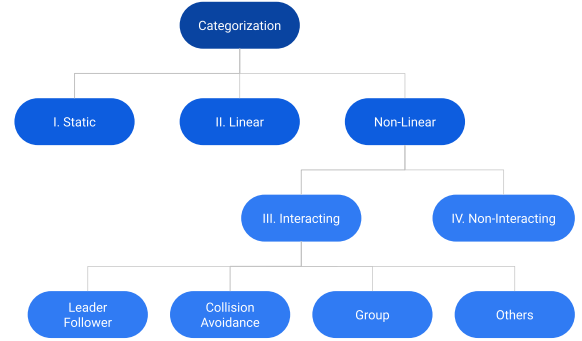 Categorization
I. Static
II. Linear
Non-Linear
III. Interacting
IV. Non-Interacting
Leader
Follower
Collision
Avoidance
Group
Others